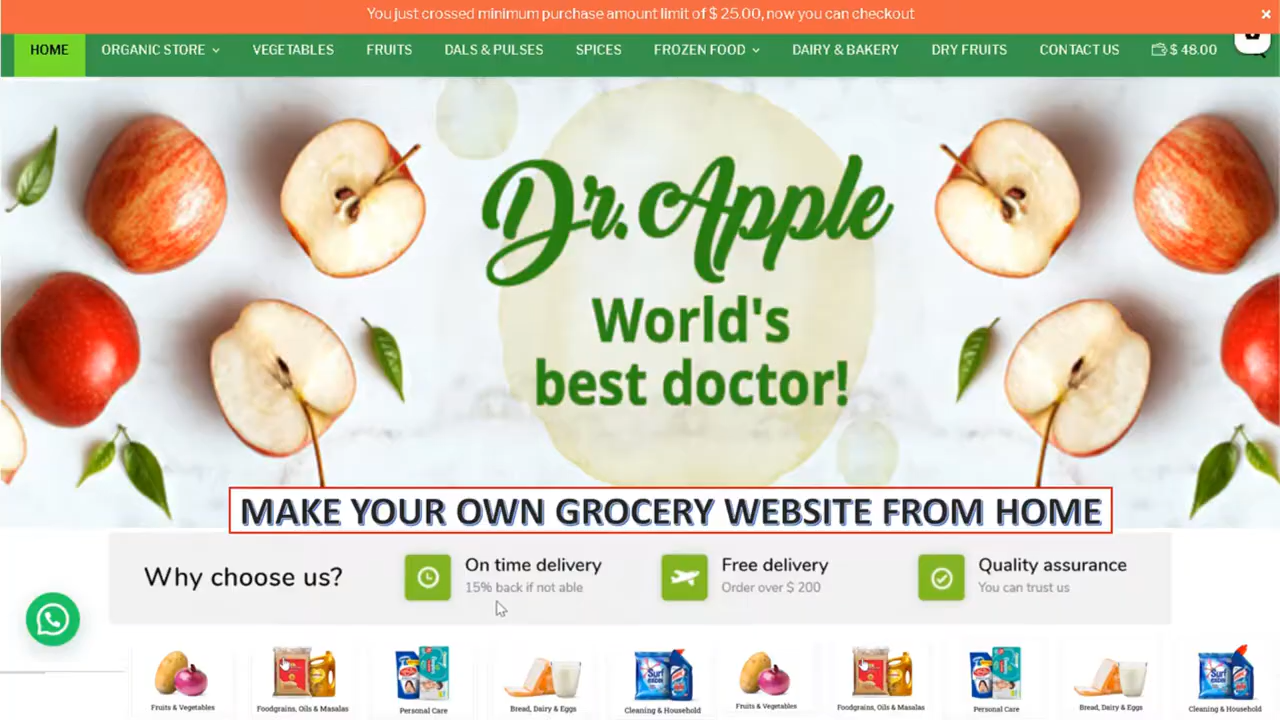 You just crossed minimum purchase amount limit of $ 25.00, now you can checkout
HOME ORGANIC STORE VEGETABLES FRUITS DALS & PULSES SPICES FROZEN FOOD DAIRY & BAKERY DRY FRUITS CONTACT US $ 48.00
Dr. Apple
World's
best doctor!
MAKE YOUR OWN GROCERY WEBSITE FROM HOME
Why choose us?
On time delivery
15% back if not able
Free delivery
Order over $ 200
Quality assurance
You can trust us
Surf excel
Surf excel
Fruits & Vegetables Foodgrains, Oils & Masalas Personal Care Bread, Dairy & Eggs Cleaning & Household Fruits & Vegetables Foodgrains, Oils & Masalas Personal Care Bread, Dairy & Eggs Cleaning & Household